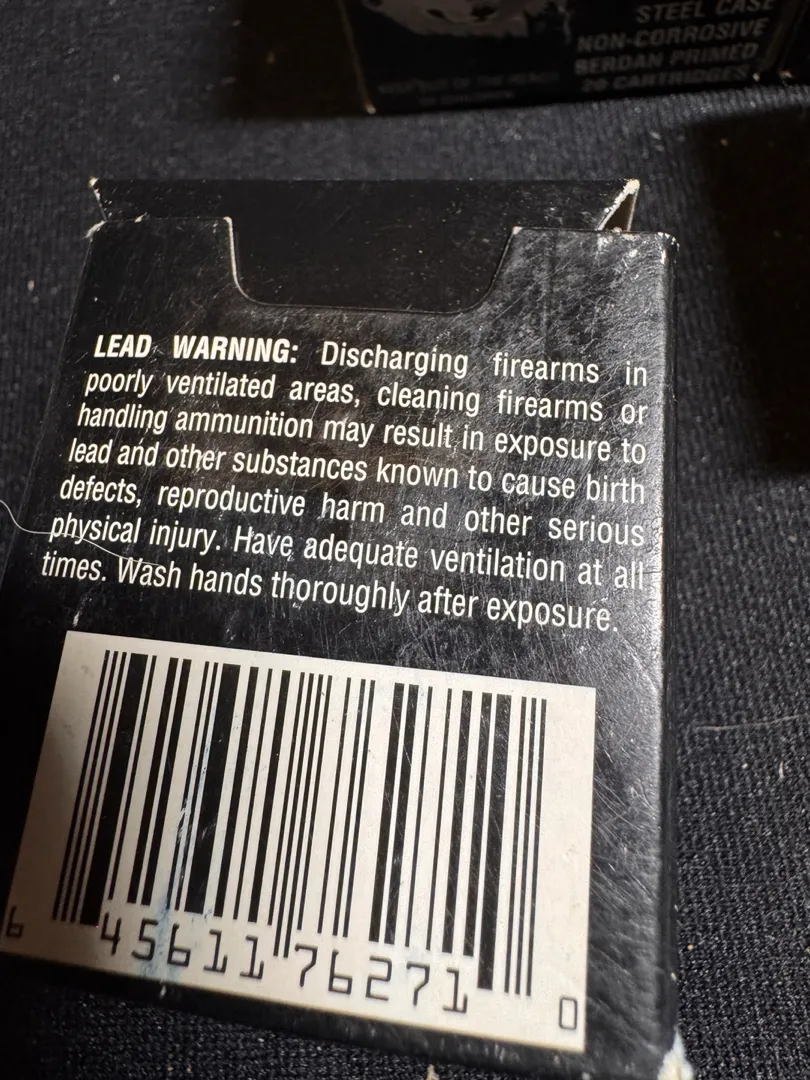 STEEL CASE
NON-CORROSIVE
BERDAN PRIMED
20 CARTRIDGES
LEAD WARNING: Discharging firearms in
poorly ventilated areas, cleaning firearms or
handling ammunition may result in exposure to
lead and other substances known to cause birth
defects, reproductive harm and other serious
physical injury. Have adequate ventilation at all
times. Wash hands thoroughly after exposure.
6 45611 76271 0